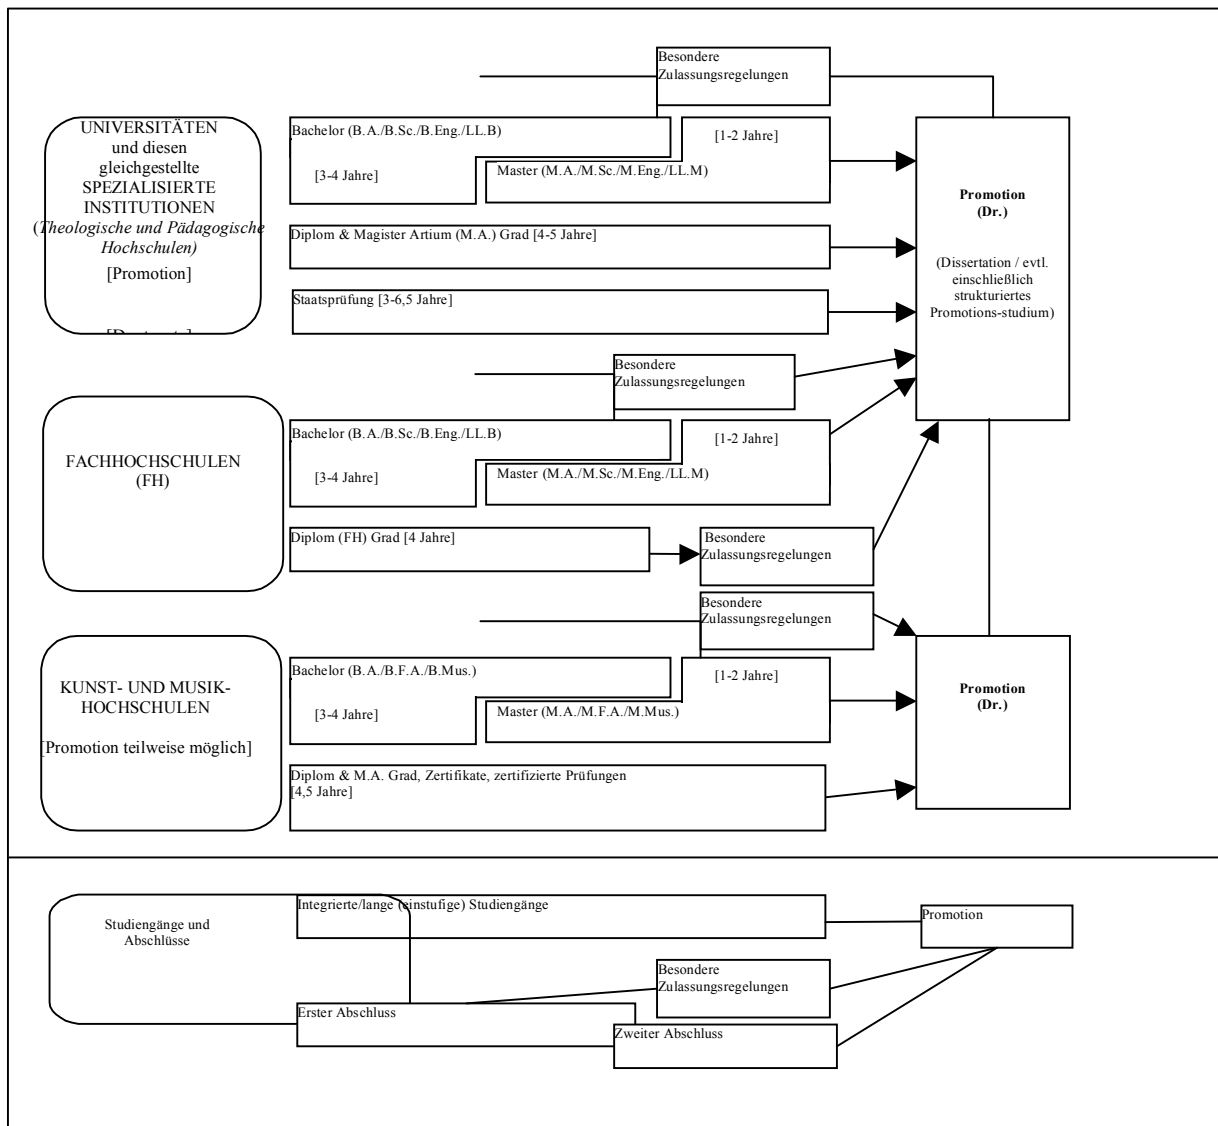 Besondere
Zulassungsregelungen
UNIVERSITÄTEN
und diesen
gleichgestellte
SPEZIALISIERTE
INSTITUTIONEN
(Theologische und Pädagogische
Hochschulen)
[Promotion]
Bachelor (B.A./B.Sc./B.Eng./LL.B)
[3-4 Jahre]
[1-2 Jahre]
Master (M.A./M.Sc./M.Eng./LL.M)
Diplom & Magister Artium (M.A.) Grad [4-5 Jahre]
Staatsprüfung [3-6,5 Jahre]
Promotion
(Dr.)
(Dissertation / evtl.
einschließlich
strukturiertes
Promotions-studium)
Besondere
Zulassungsregelungen
FACHHOCHSCHULEN
(FH)
Bachelor (B.A./B.Sc./B.Eng./LL.B)
[3-4 Jahre]
[1-2 Jahre]
Master (M.A./M.Sc./M.Eng./LL.M)
Diplom (FH) Grad [4 Jahre]
Besondere
Zulassungsregelungen
Besondere
Zulassungsregelungen
KUNST- UND MUSIK-
HOCHSCHULEN
[Promotion teilweise möglich]
Bachelor (B.A./B.F.A./B.Mus.)
[3-4 Jahre]
[1-2 Jahre]
Master (M.A./M.F.A./M.Mus.)
Diplom & M.A. Grad, Zertifikate, zertifizierte Prüfungen
[4,5 Jahre]
Promotion
(Dr.)
Studiengänge und
Abschlüsse
Integrierte/lange (einstufige) Studiengänge
Promotion
Besondere
Zulassungsregelungen
Erster Abschluss
Zweiter Abschluss